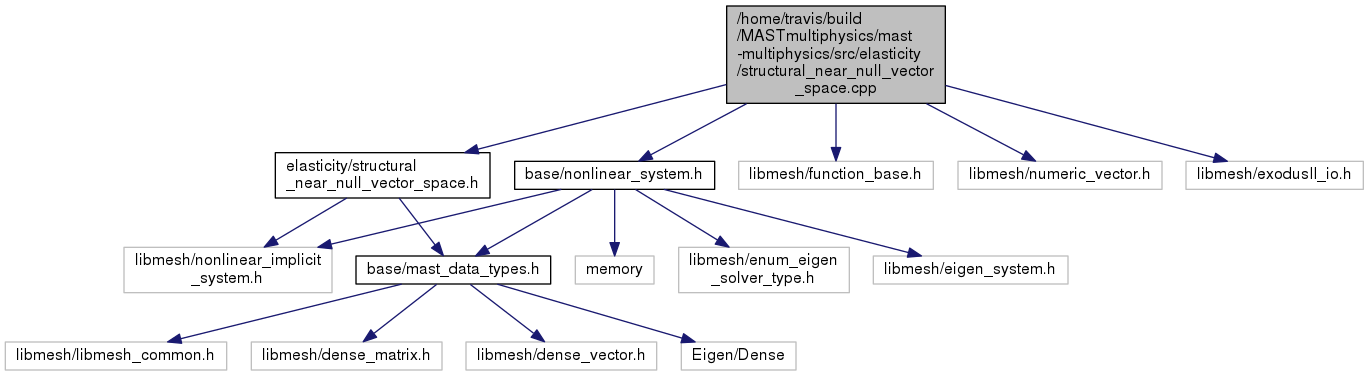 /home/travis/build
/MASTmultiphysics/mast
-multiphysics/src/elasticity
/structural_near_null_vector
_space.cpp
elasticity/structural
_near_null_vector_space.h
base/nonlinear_system.h
libmesh/function_base.h
libmesh/numeric_vector.h
libmesh/exodusII_io.h
libmesh/nonlinear_implicit
_system.h
base/mast_data_types.h
memory
libmesh/enum_eigen
_solver_type.h
libmesh/eigen_system.h
libmesh/libmesh_common.h
libmesh/dense_matrix.h
libmesh/dense_vector.h
Eigen/Dense